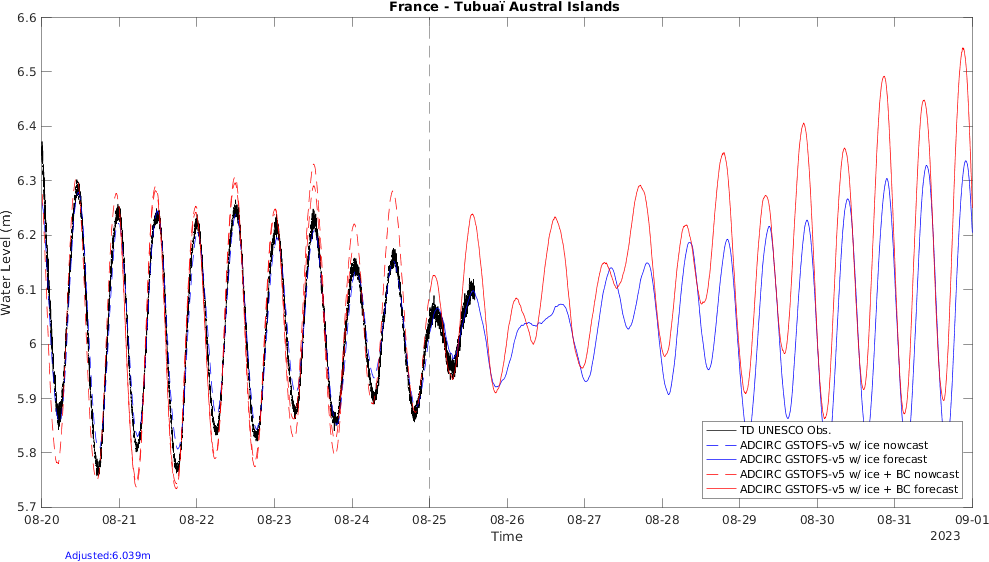 France - Tubuaï Austral Islands
6.6
6.5
6.4
6.3
6.2
6.1
6
5.9
5.8
5.7
Water Level (m)
TD UNESCO Obs.
ADCIRC GSTOFS-v5 w/ ice nowcast
ADCIRC GSTOFS-v5 w/ ice forecast
ADCIRC GSTOFS-v5 w/ ice + BC nowcast
ADCIRC GSTOFS-v5 w/ ice + BC forecast
08-20 08-21 08-22 08-23 08-24 08-25 08-26 08-27 08-28 08-29 08-30 08-31 09-01
Time
2023
Adjusted:6.039m